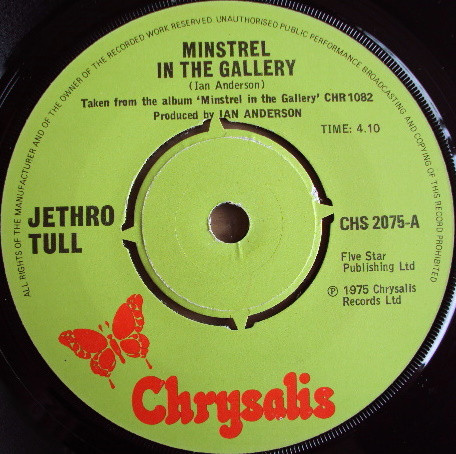 ALL RIGHTS OF THE MANUFACTURER AND OF THE OWNER OF THE RECORDED WORK RESERVED. UNAUTHORISED PUBLIC PERFORMANCE BROADCASTING AND COPYING OF THIS RECORD PROHIBITED
MINSTREL
IN THE GALLERY
(Ian Anderson)
Taken from the album 'Minstrel in the Gallery' CHR1082
Produced by IAN ANDERSON
TIME: 4.10
JETHRO
TULL
CHS 2075-A
Five Star
Publishing Ltd
℗ 1975 Chrysalis
Records Ltd
Chrysalis